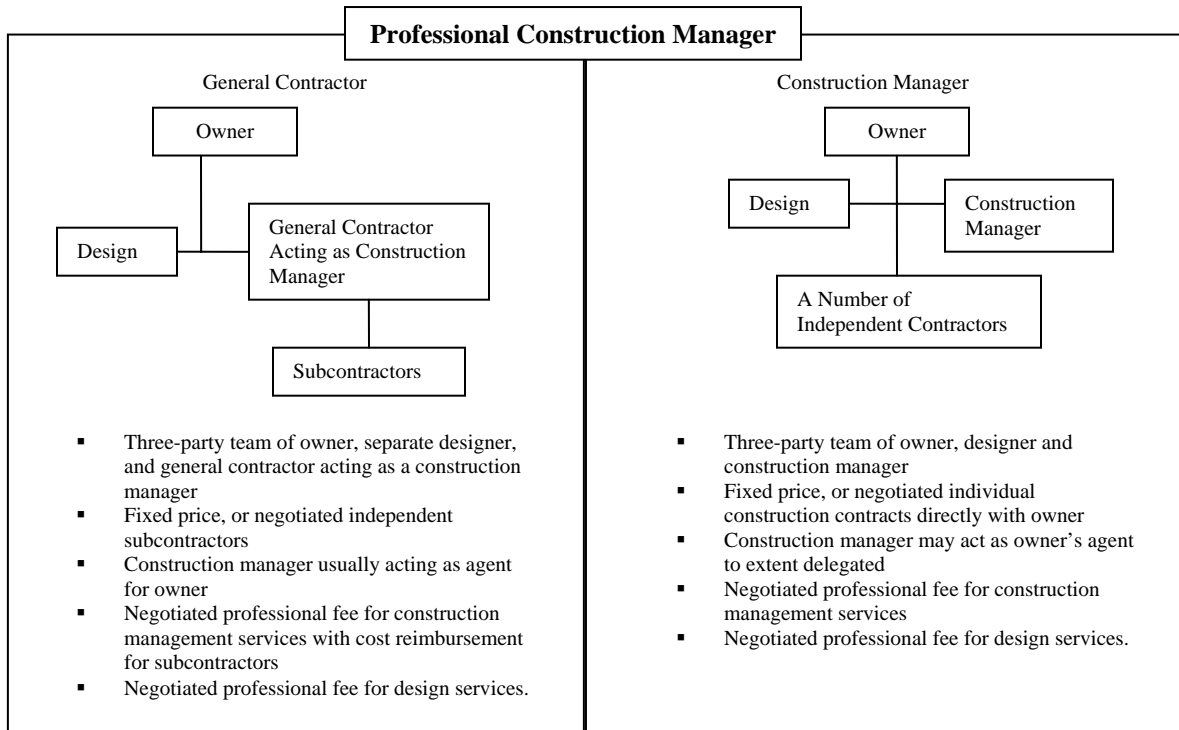 Professional Construction Manager
General Contractor
Owner
Design
General Contractor
Acting as Construction
Manager
Subcontractors
▪ Three-party team of owner, separate designer,
and general contractor acting as a construction
manager
▪ Fixed price, or negotiated independent
subcontractors
▪ Construction manager usually acting as agent
for owner
▪ Negotiated professional fee for construction
management services with cost reimbursement
for subcontractors
▪ Negotiated professional fee for design services.
Construction Manager
Owner
Design
Construction
Manager
A Number of
Independent Contractors
▪ Three-party team of owner, designer and
construction manager
▪ Fixed price, or negotiated individual
construction contracts directly with owner
▪ Construction manager may act as owner’s agent
to extent delegated
▪ Negotiated professional fee for construction
management services
▪ Negotiated professional fee for design services.